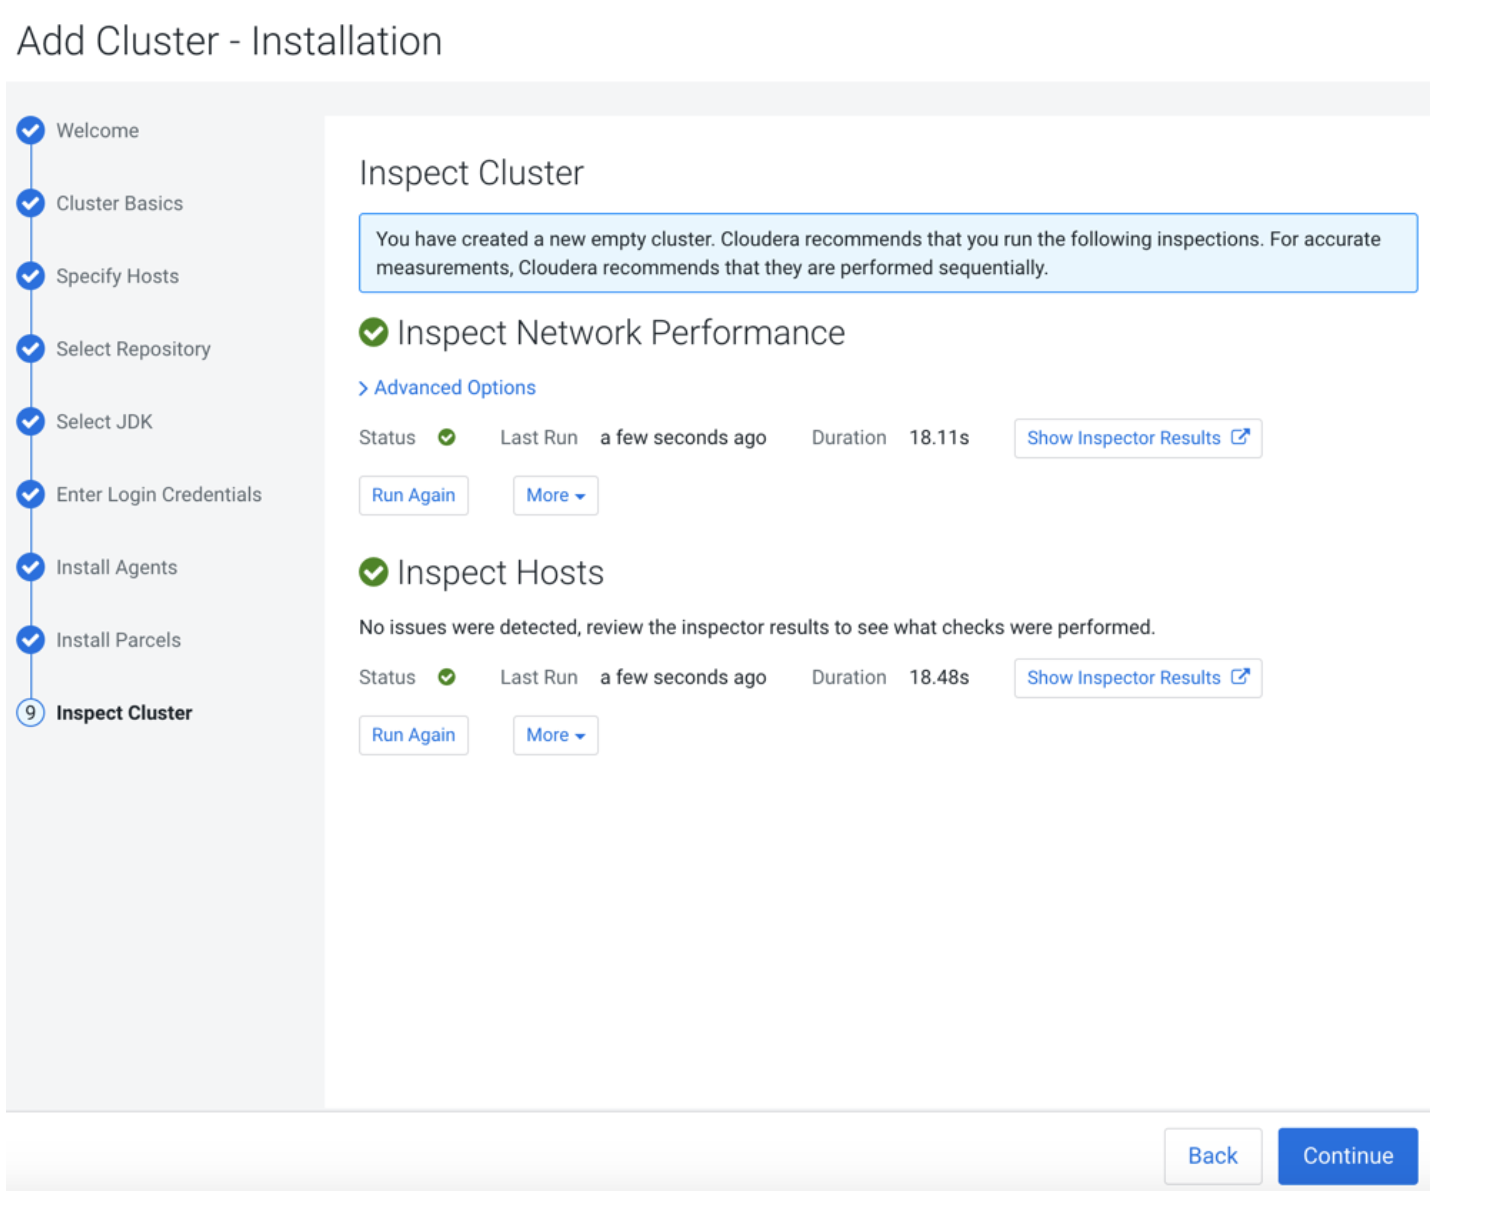 Add Cluster - Installation
Welcome
Cluster Basics
Specify Hosts
Select Repository
Select JDK
Enter Login Credentials
Install Agents
Install Parcels
9 Inspect Cluster
Inspect Cluster
You have created a new empty cluster. Cloudera recommends that you run the following inspections. For accurate
measurements, Cloudera recommends that they are performed sequentially.
Inspect Network Performance
Advanced Options
Status Last Run a few seconds ago Duration 18.11s Show Inspector Results
Run Again More
Inspect Hosts
No issues were detected, review the inspector results to see what checks were performed.
Status Last Run a few seconds ago Duration 18.48s Show Inspector Results
Run Again More
Back Continue